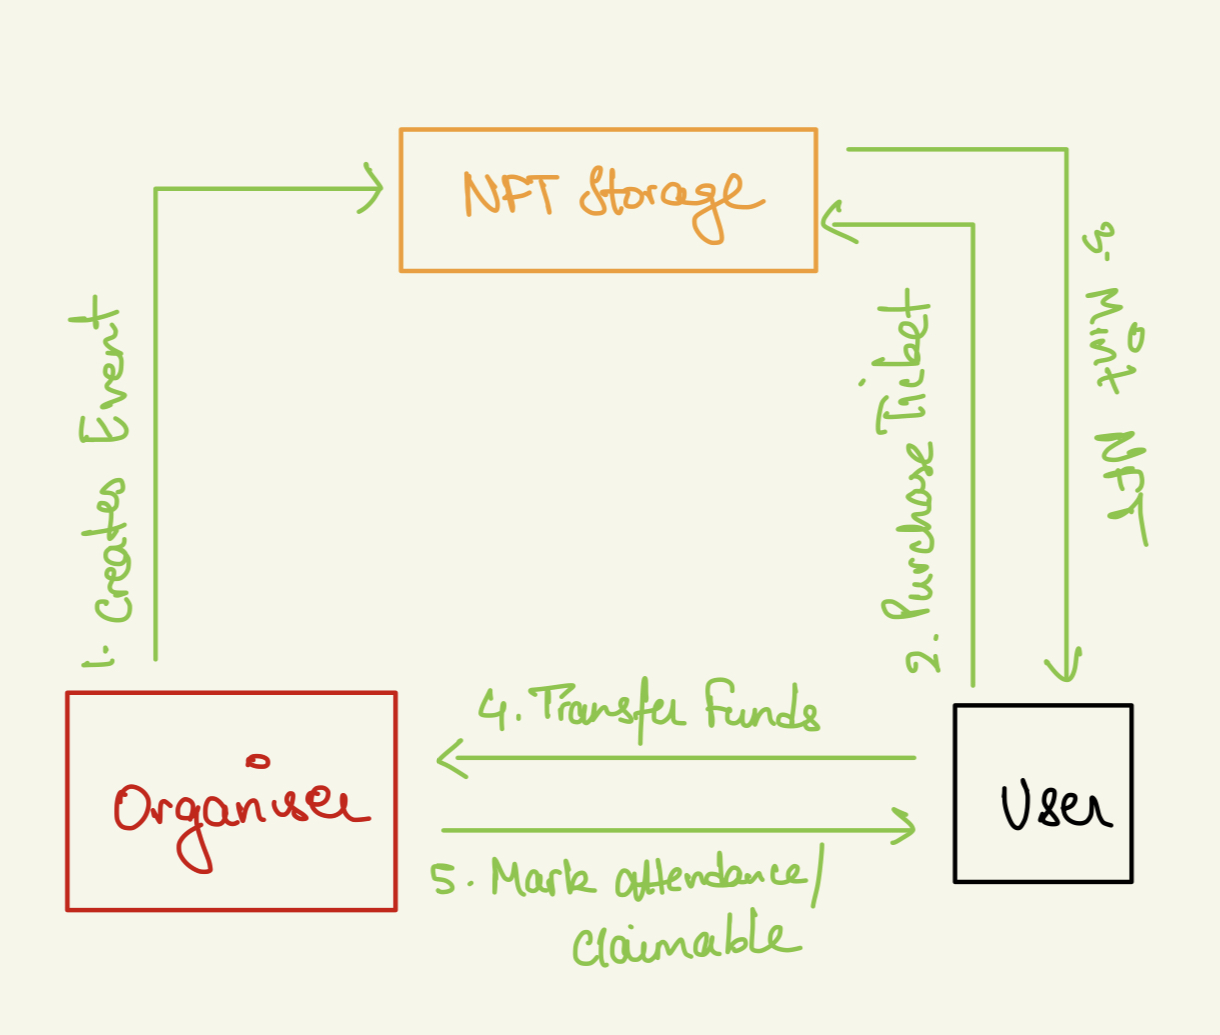 NFT Storage
1. Creates Event
2. Purchase Ticket
3. Mint NFT
4. Transfer Funds
Organiser
User
5. Mark attendance/
claimable